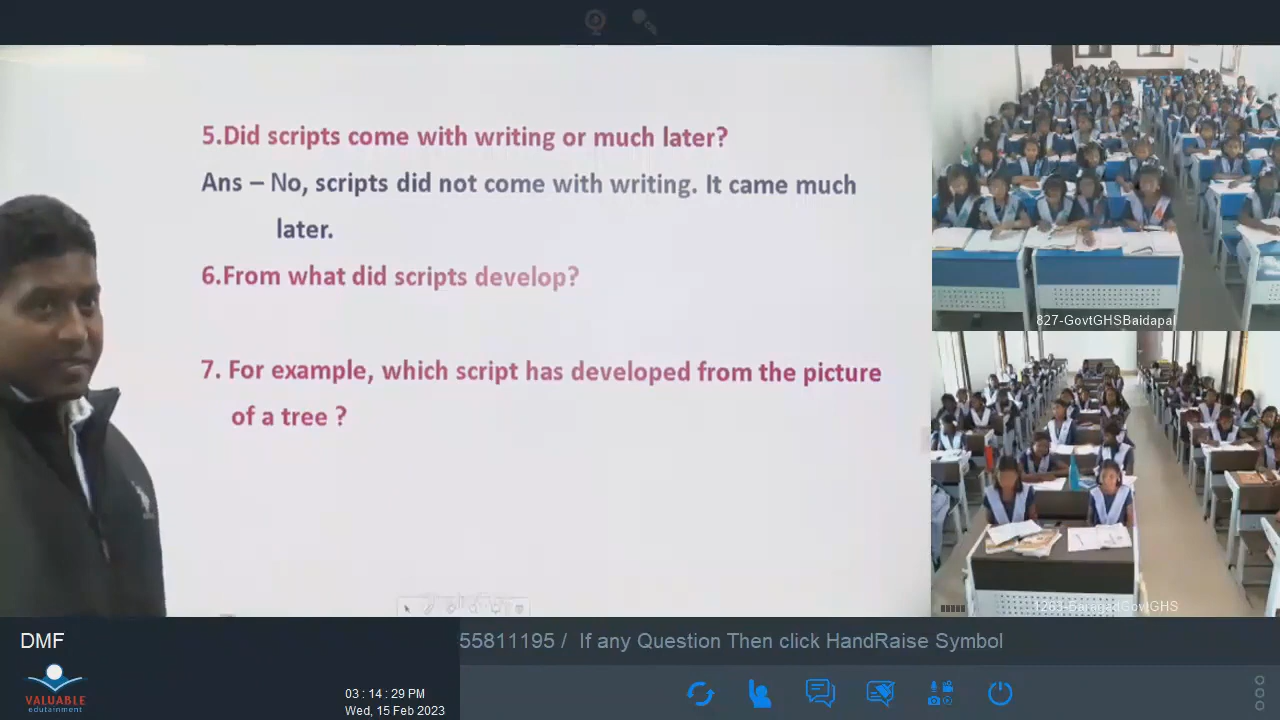 5.Did scripts come with writing or much later?
Ans – No, scripts did not come with writing. It came much
later.
6.From what did scripts develop?
7. For example, which script has developed from the picture
of a tree ?
827-GovtGHSBaidapal
GHS
DMF
55811195 / If any Question Then click HandRaise Symbol
VALUABLE
edutainment
03 : 14 : 29 PM
Wed, 15 Feb 2023